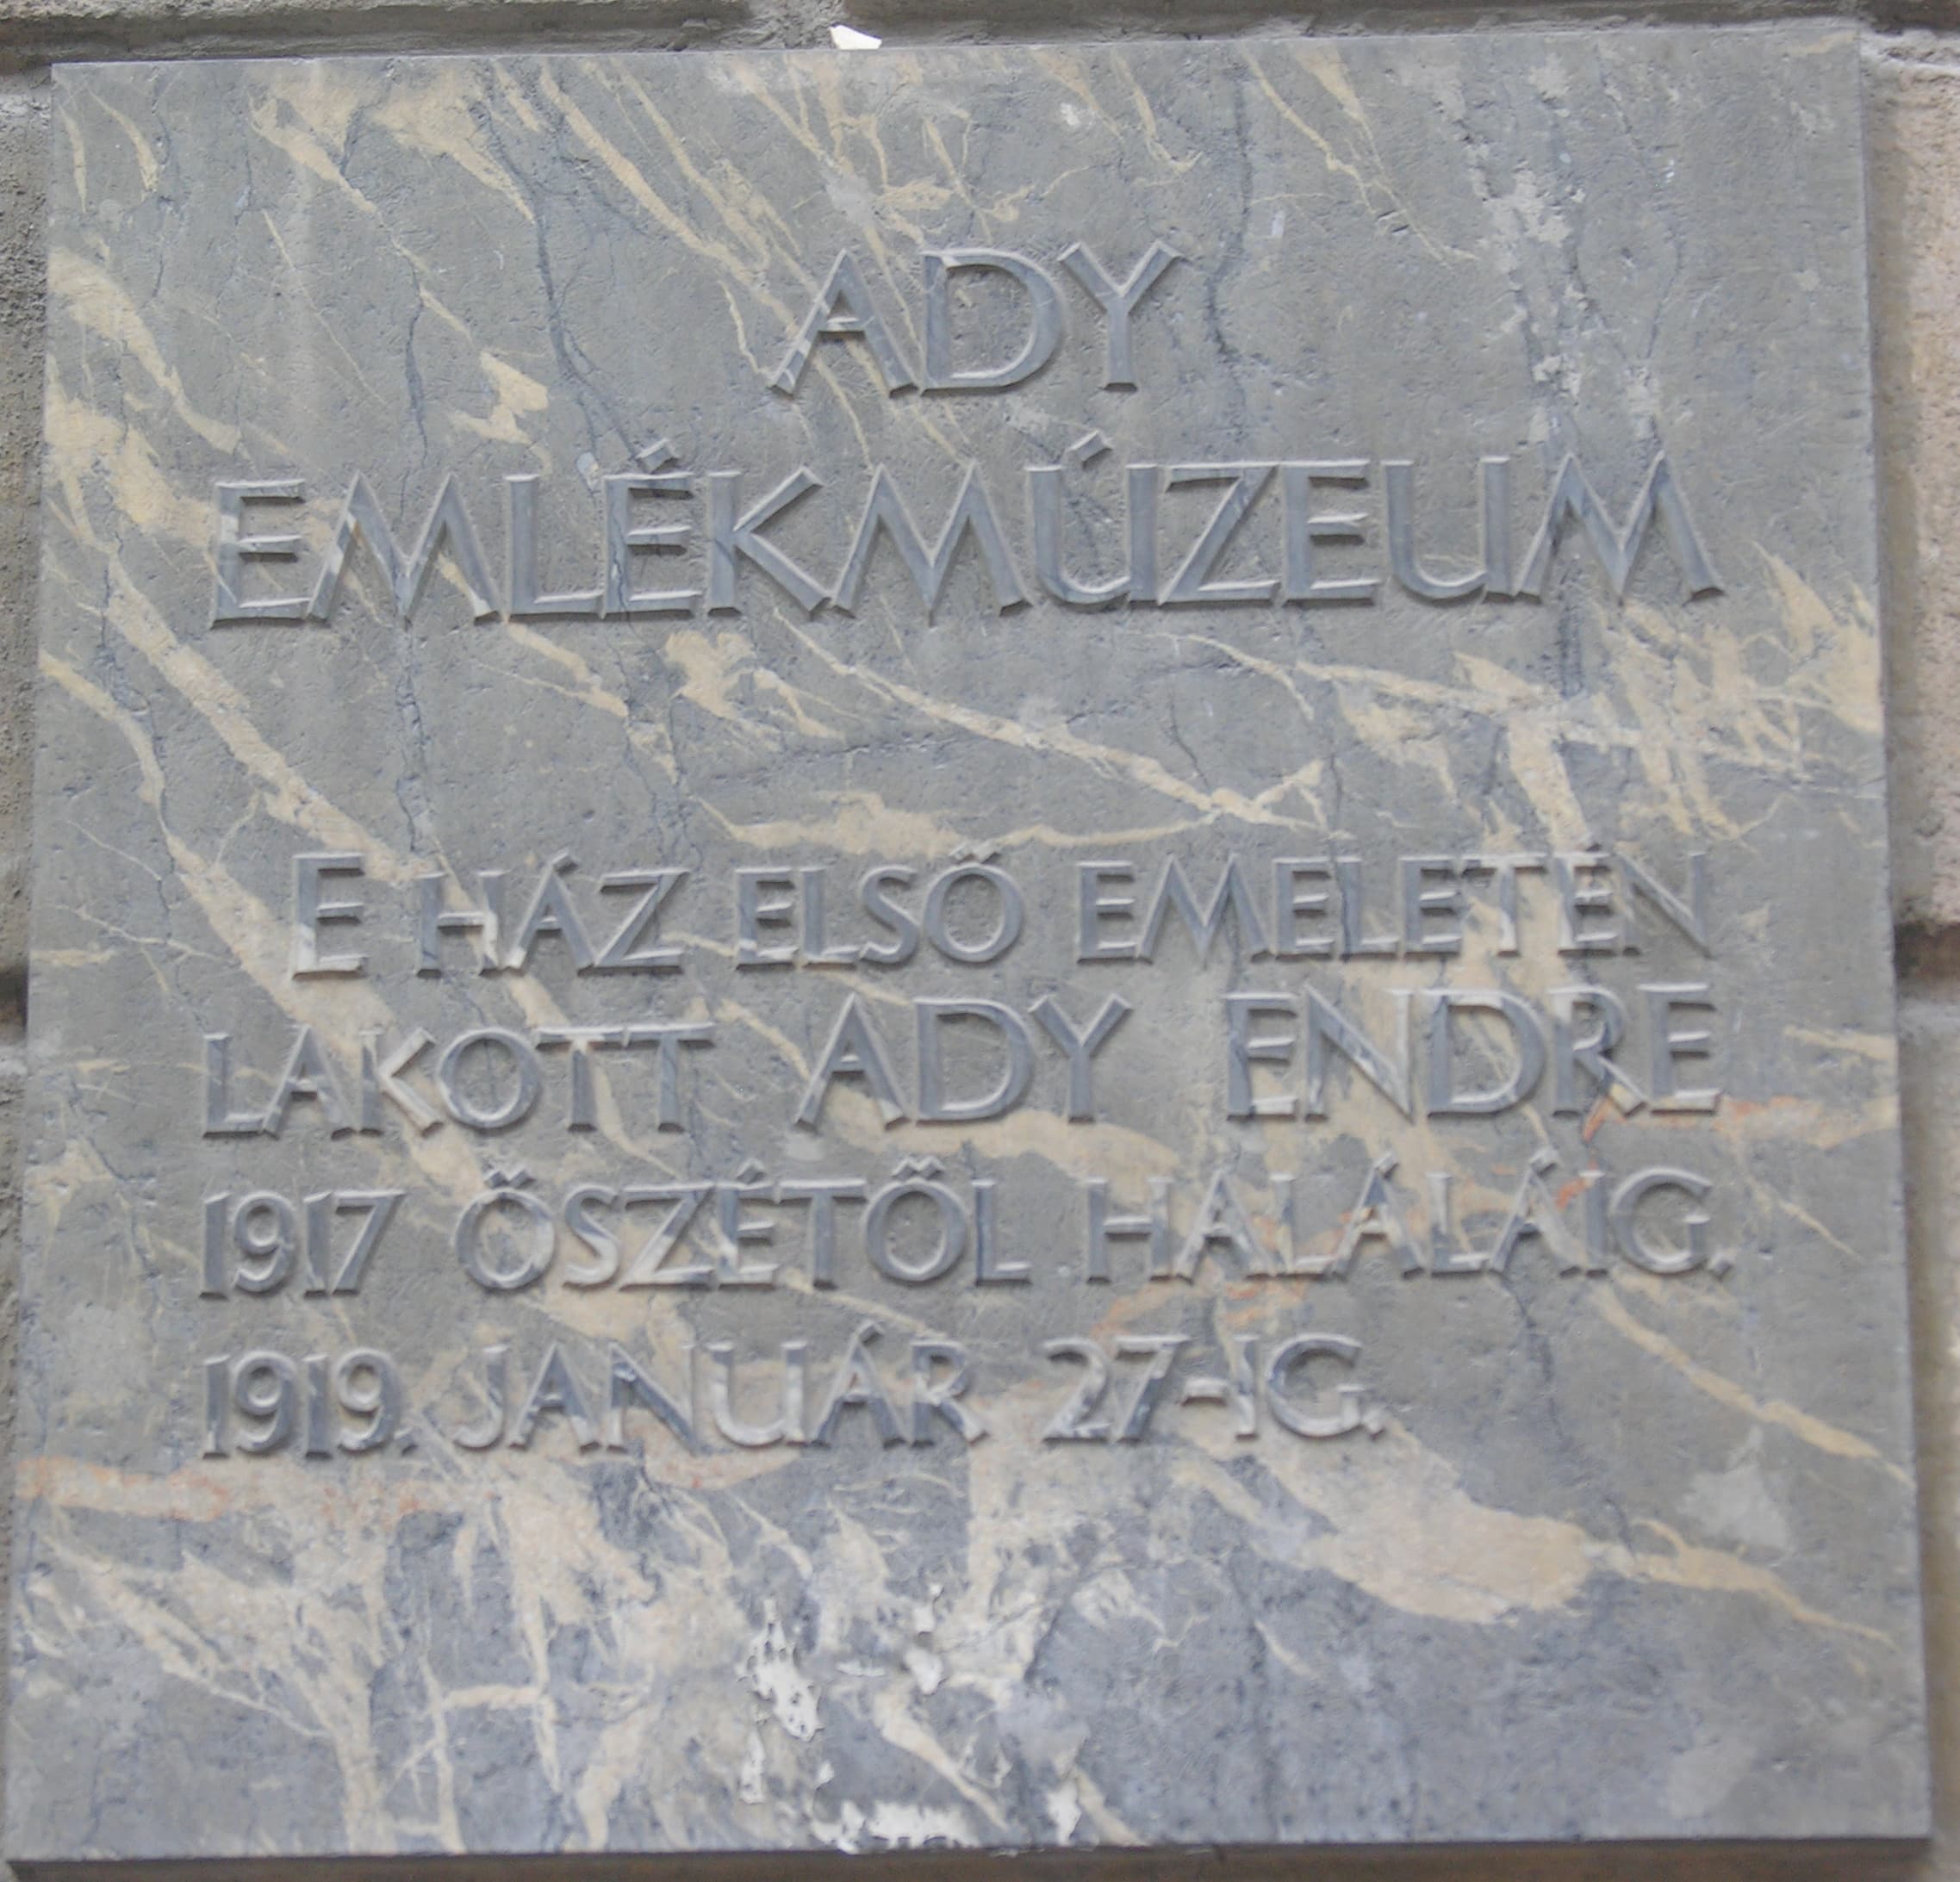 ADY
EMLÉKMÚZEUM
E HÁZ ELSŐ EMELETÉN
LAKOTT ADY ENDRE
1917 ŐSZÉTŐL HALÁLÁIG.
1919. JANUÁR 27-IG.